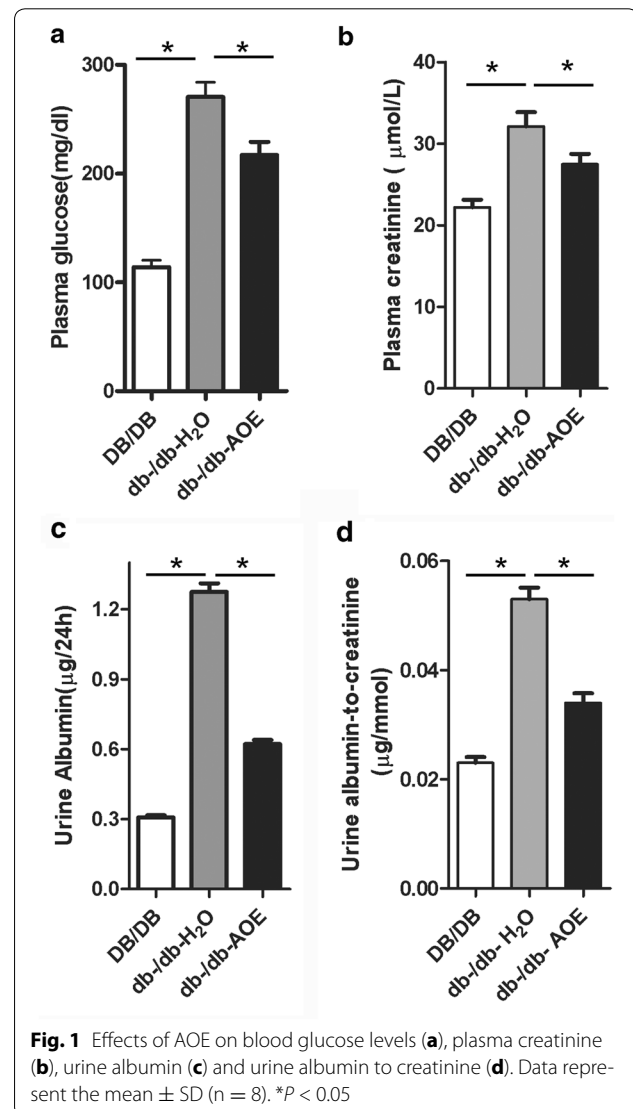 a
* *
300
200
100
0
Plasma glucose(mg/dl)
DB/DB
db-/db-H₂O
db-/db-AOE
b
* *
40
30
20
10
0
Plasma creatinine ( μmol/L)
DB/DB
db-/db-H₂O
db-/db-AOE
c
* *
1.2
0.9
0.6
0.3
0.0
Urine Albumin(μg/24h)
DB/DB
db-/db-H₂O
db-/db-AOE
d
* *
0.06
0.04
0.02
0.00
Urine albumin-to-creatinine
(μg/mmol)
DB/DB
db-/db- H₂O
db-/db- AOE
Fig. 1 Effects of AOE on blood glucose levels (a), plasma creatinine
(b), urine albumin (c) and urine albumin to creatinine (d). Data repre-
sent the mean ± SD (n = 8). *P < 0.05